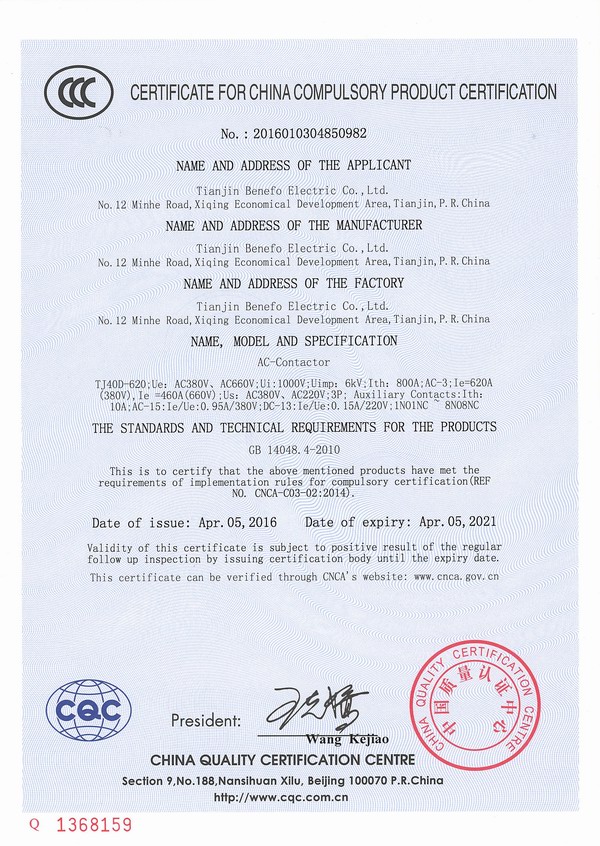 CCC
CERTIFICATE FOR CHINA COMPULSORY PRODUCT CERTIFICATION
No.: 2016010304850982
NAME AND ADDRESS OF THE APPLICANT
Tianjin Benefo Electric Co., Ltd.
No. 12 Minhe Road, Xiqing Economical Development Area, Tianjin, P. R. China
NAME AND ADDRESS OF THE MANUFACTURER
Tianjin Benefo Electric Co., Ltd.
No. 12 Minhe Road, Xiqing Economical Development Area, Tianjin, P. R. China
NAME AND ADDRESS OF THE FACTORY
Tianjin Benefo Electric Co., Ltd.
No. 12 Minhe Road, Xiqing Economical Development Area, Tianjin, P. R. China
NAME, MODEL AND SPECIFICATION
AC-Contactor
TJ40D-620;Ue: AC380V、AC660V;Ui:1000V;Uimp: 6kV;Ith: 800A;AC-3;Ie=620A
(380V), Ie =460A(660V);Us: AC380V、AC220V;3P; Auxiliary Contacts:Ith:
10A;AC-15:Ie/Ue:0.95A/380V;DC-13:Ie/Ue:0.15A/220V;1NO1NC ~ 8NO8NC
THE STANDARDS AND TECHNICAL REQUIREMENTS FOR THE PRODUCTS
GB 14048.4-2010
This is to certify that the above mentioned products have met the
requirements of implementation rules for compulsory certification(REF
NO. CNCA-C03-02:2014).
Date of issue: Apr. 05, 2016 Date of expiry: Apr. 05, 2021
Validity of this certificate is subject to positive result of the regular
follow up inspection by issuing certification body until the expiry date.
This certificate can be verified through CNCA's website: www.cnca.gov.cn
CQC
President:
Wang Kejiao
CHINA QUALITY CERTIFICATION CENTRE
中国质量认证中心
CHINA QUALITY CERTIFICATION CENTRE
Section 9, No.188, Nansihuan Xilu, Beijing 100070 P.R.China
http://www.cqc.com.cn
Q 1368159